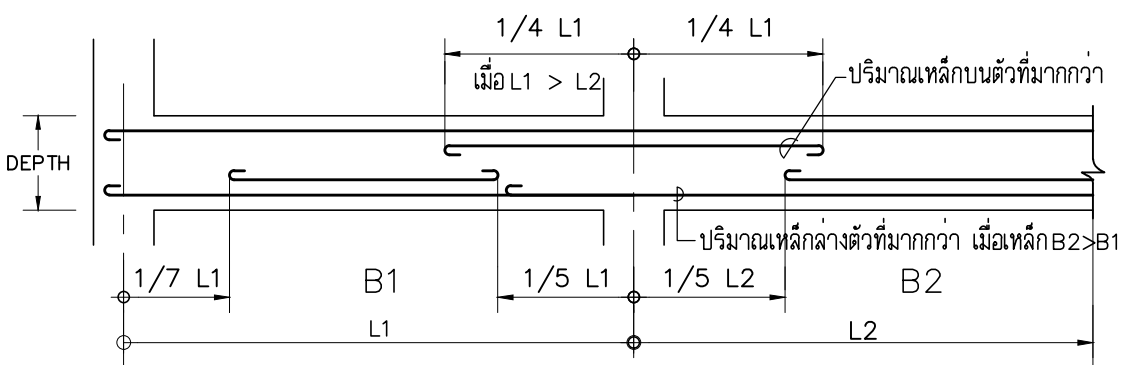 1/4 L1
1/4 L1
เมื่อ L1 > L2
ปริมาณเหล็กบนตัวที่มากกว่า
DEPTH
ปริมาณเหล็กล่างตัวที่มากกว่า เมื่อเหล็ก B2>B1
1/7 L1
B1
1/5 L1
1/5 L2
B2
L1
L2